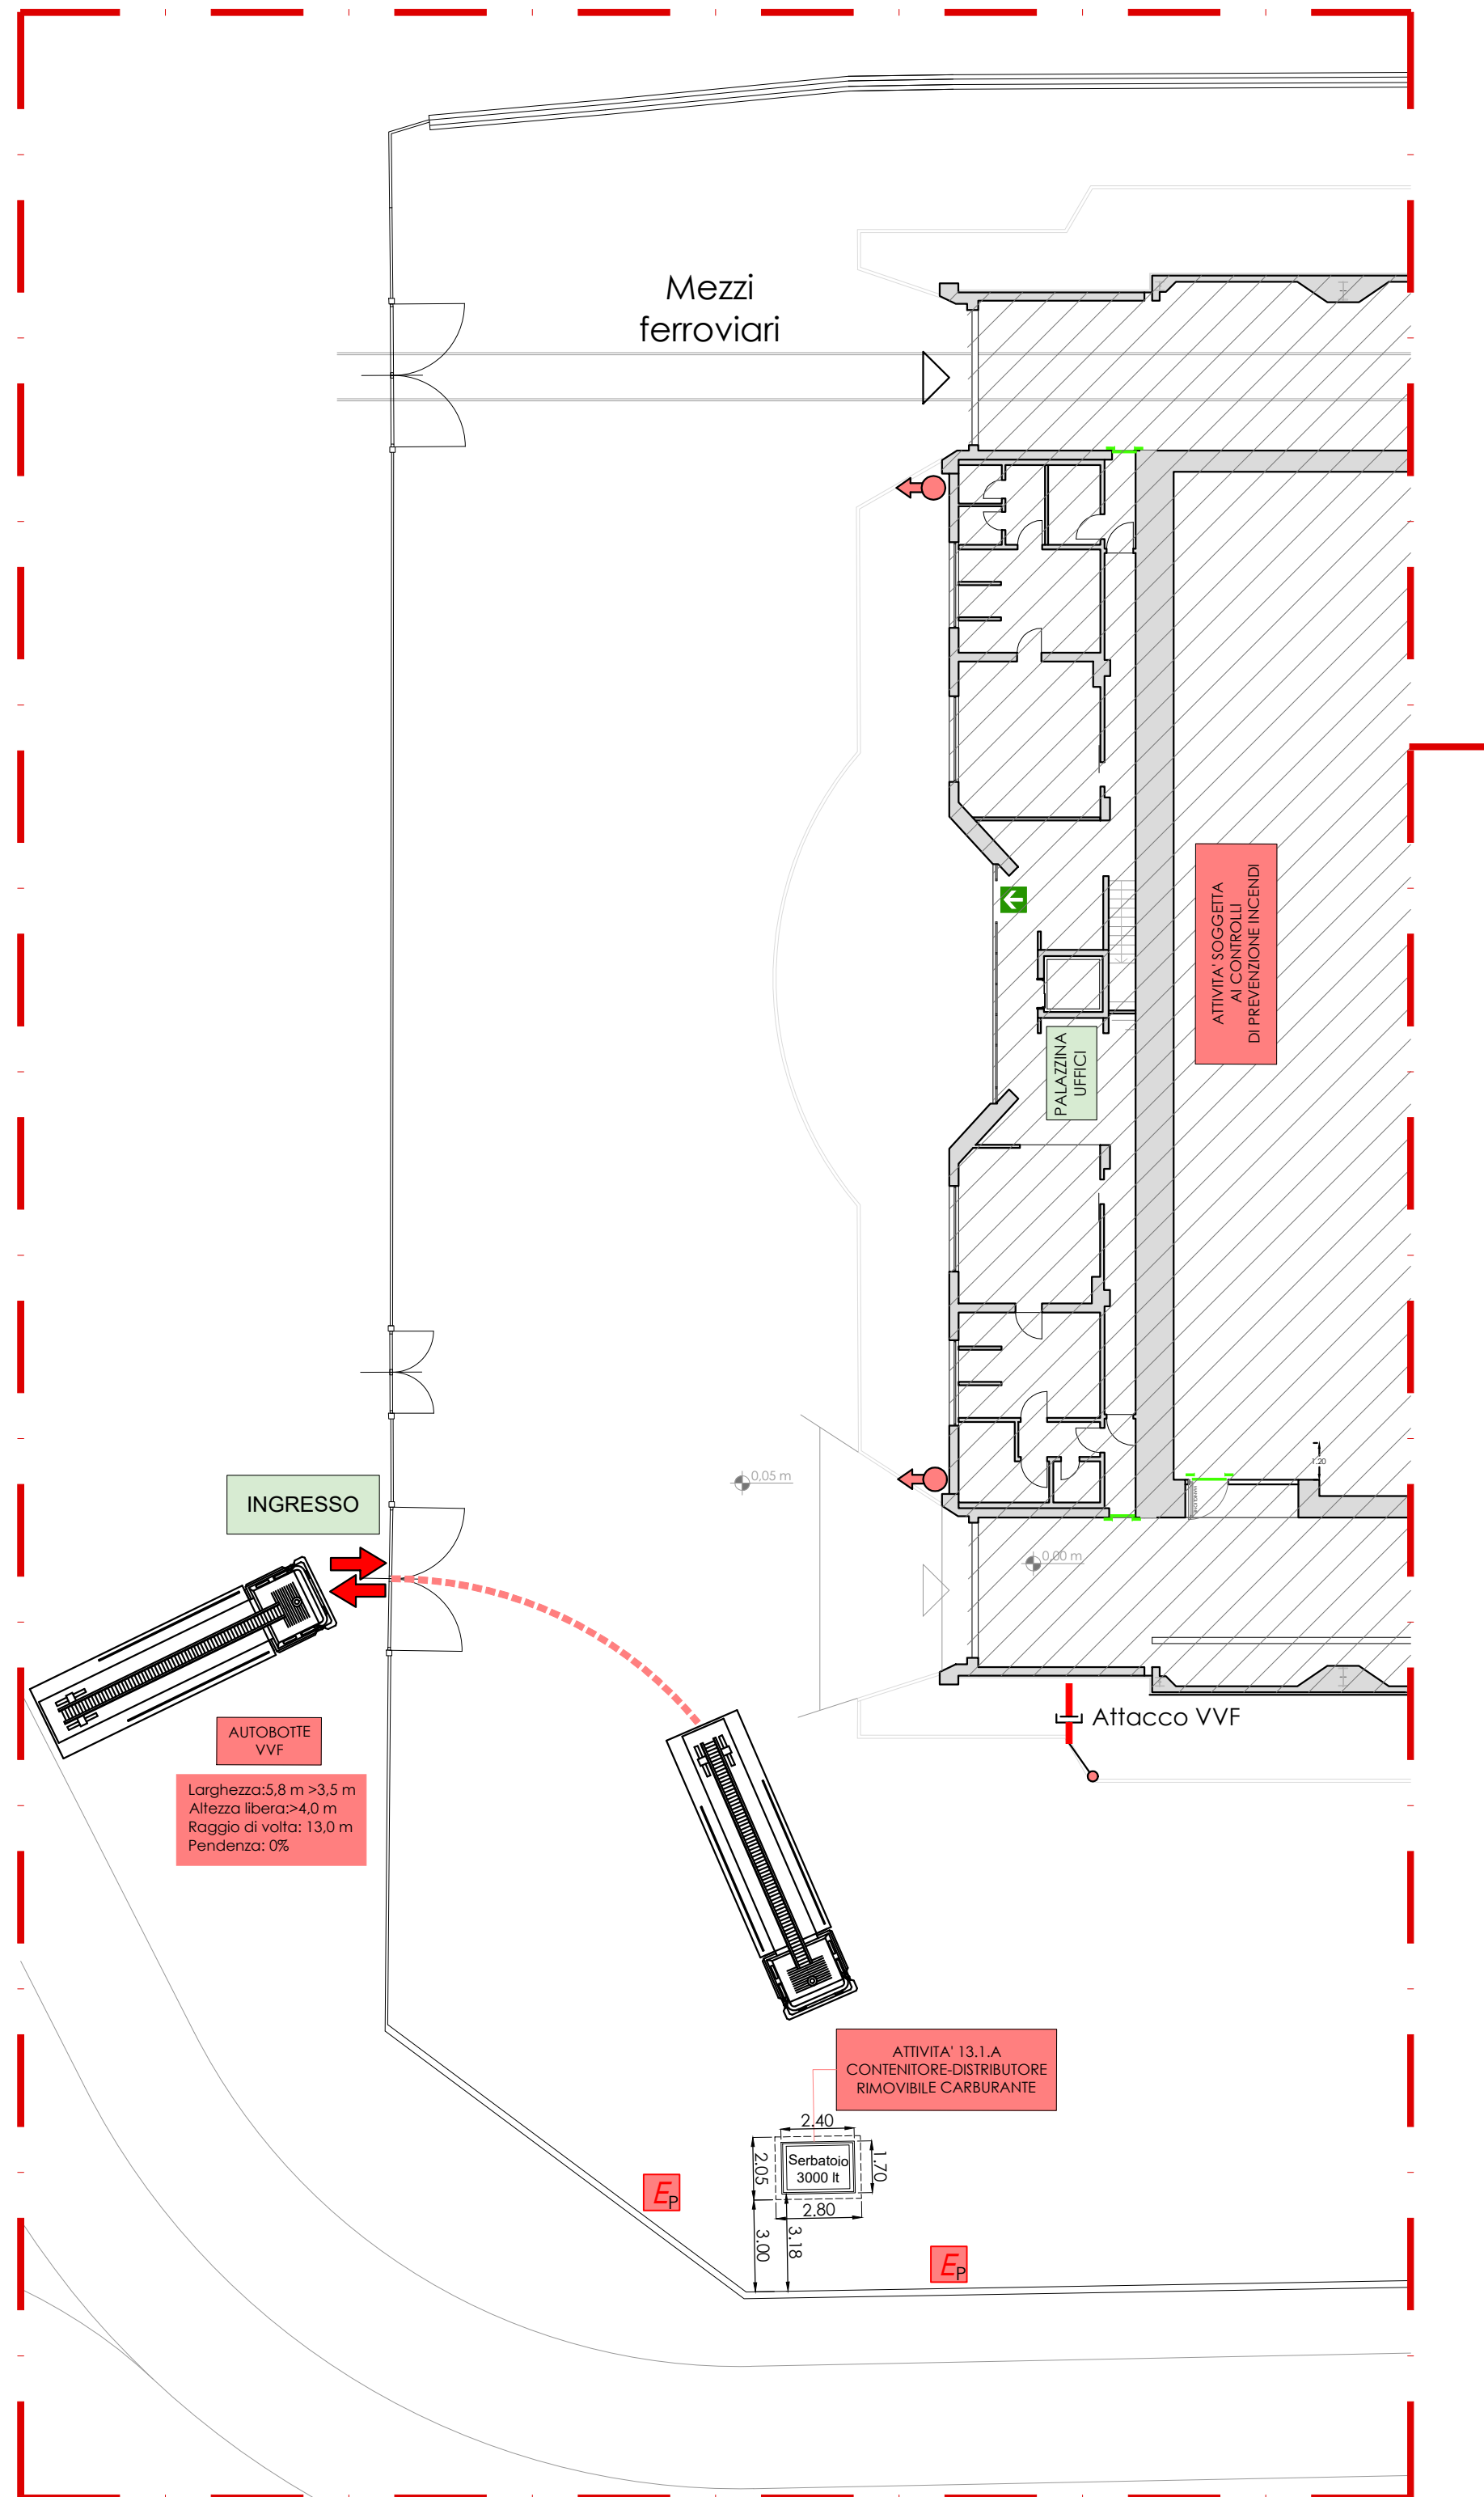 Mezzi
ferroviari
ATTIVITA' SOGGETTA
AI CONTROLLI
DI PREVENZIONE INCENDI
PALAZZINA
UFFICI
1.20
0,05 m
INGRESSO
0,00 m
Attacco VVF
AUTOBOTTE
VVF
Larghezza:5,8 m >3,5 m
Altezza libera:>4,0 m
Raggio di volta: 13,0 m
Pendenza: 0%
ATTIVITA' 13.1.A
CONTENITORE-DISTRIBUTORE
RIMOVIBILE CARBURANTE
2.40
2.05
Serbatoio
3000 lt
1.70
2.80
3.00
3.18
EP
EP